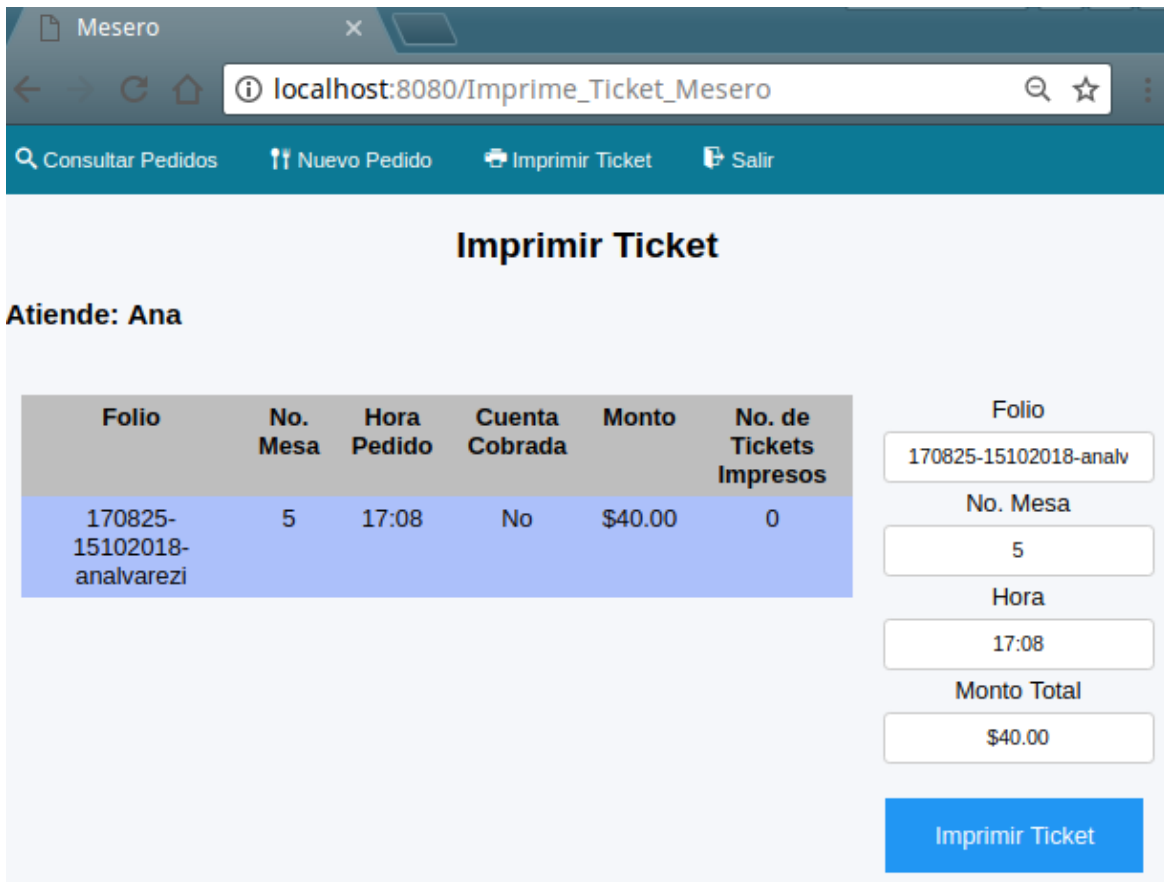 Mesero
localhost:8080/Imprime_Ticket_Mesero
Consultar Pedidos Nuevo Pedido Imprimir Ticket Salir
Imprimir Ticket
Atiende: Ana
Folio No. Mesa Hora Pedido Cuenta Cobrada Monto No. de Tickets Impresos
170825-15102018-analvarezi 5 17:08 No $40.00 0
Folio
170825-15102018-analv
No. Mesa
5
Hora
17:08
Monto Total
$40.00
Imprimir Ticket